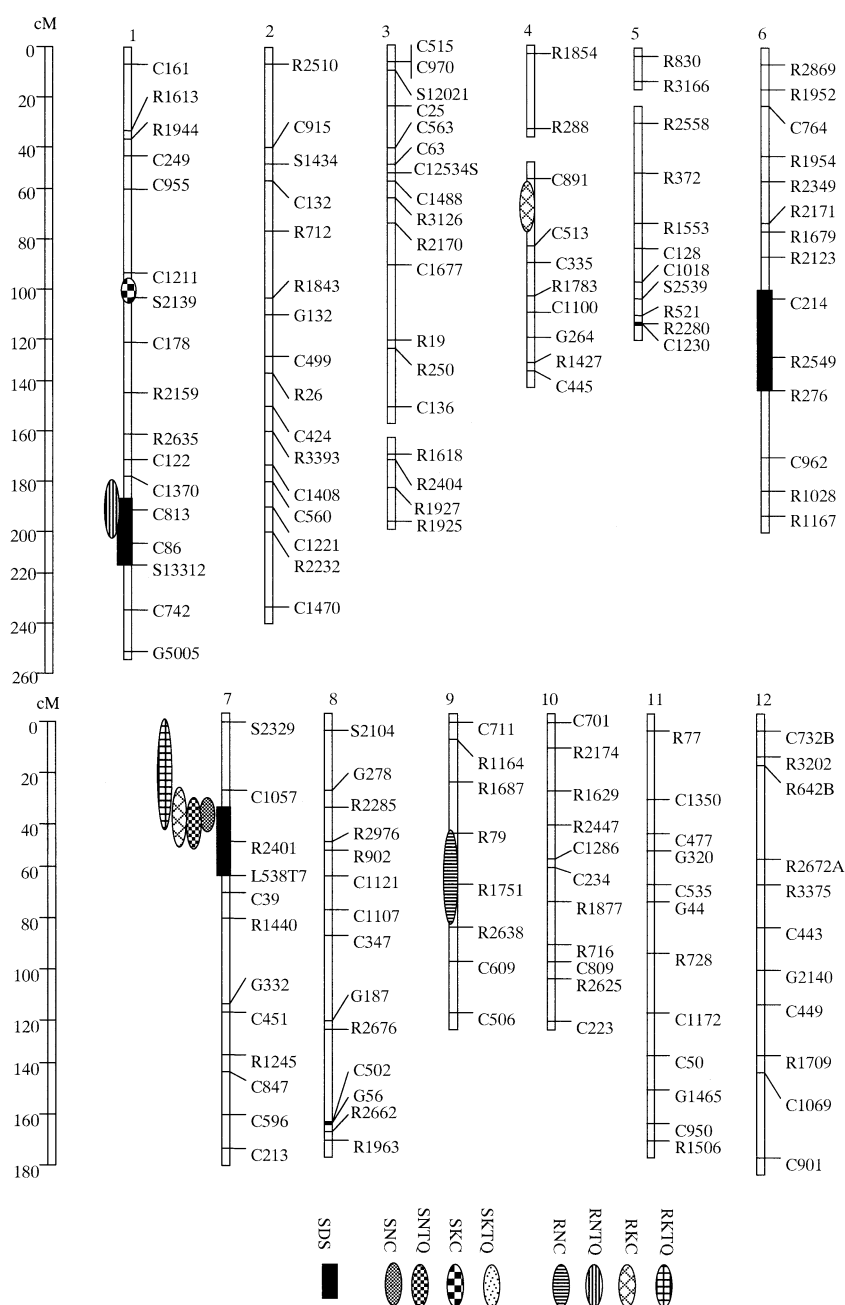 cM
0
20
40
60
80
100
120
140
160
180
200
220
240
260
1
C161
R1613
R1944
C249
C955
C1211
S2139
C178
R2159
R2635
C122
C1370
C813
C86
S13312
C742
G5005
2
R2510
C915
S1434
C132
R712
R1843
G132
C499
R26
C424
R3393
C1408
C560
C1221
R2232
C1470
3
C515
C970
S12021
C25
C563
C63
C12534S
C1488
R3126
R2170
C1677
R19
R250
C136
R1618
R2404
R1927
R1925
4
R1854
R288
C891
C513
C335
R1783
C1100
G264
R1427
C445
5
R830
R3166
R2558
R372
R1553
C128
C1018
S2539
R521
R2280
C1230
6
R2869
R1952
C764
R1954
R2349
R2171
R1679
R2123
C214
R2549
R276
C962
R1028
R1167
cM
0
20
40
60
80
100
120
140
160
180
7
S2329
C1057
R2401
L538T7
C39
R1440
G332
C451
R1245
C847
C596
C213
8
S2104
G278
R2285
R2976
R902
C1121
C1107
C347
G187
R2676
C502
G56
R2662
R1963
9
C711
R1164
R1687
R79
R1751
R2638
C609
C506
10
C701
R2174
R1629
R2447
C1286
C234
R1877
R716
C809
R2625
C223
11
R77
C1350
C477
G320
C535
G44
R728
C1172
C50
G1465
C950
R1506
12
C732B
R3202
R642B
R2672A
R3375
C443
G2140
C449
R1709
C1069
C901
SDS
SNC
SNTQ
SKC
SKTQ
RNC
RNTQ
RKC
RKTQ